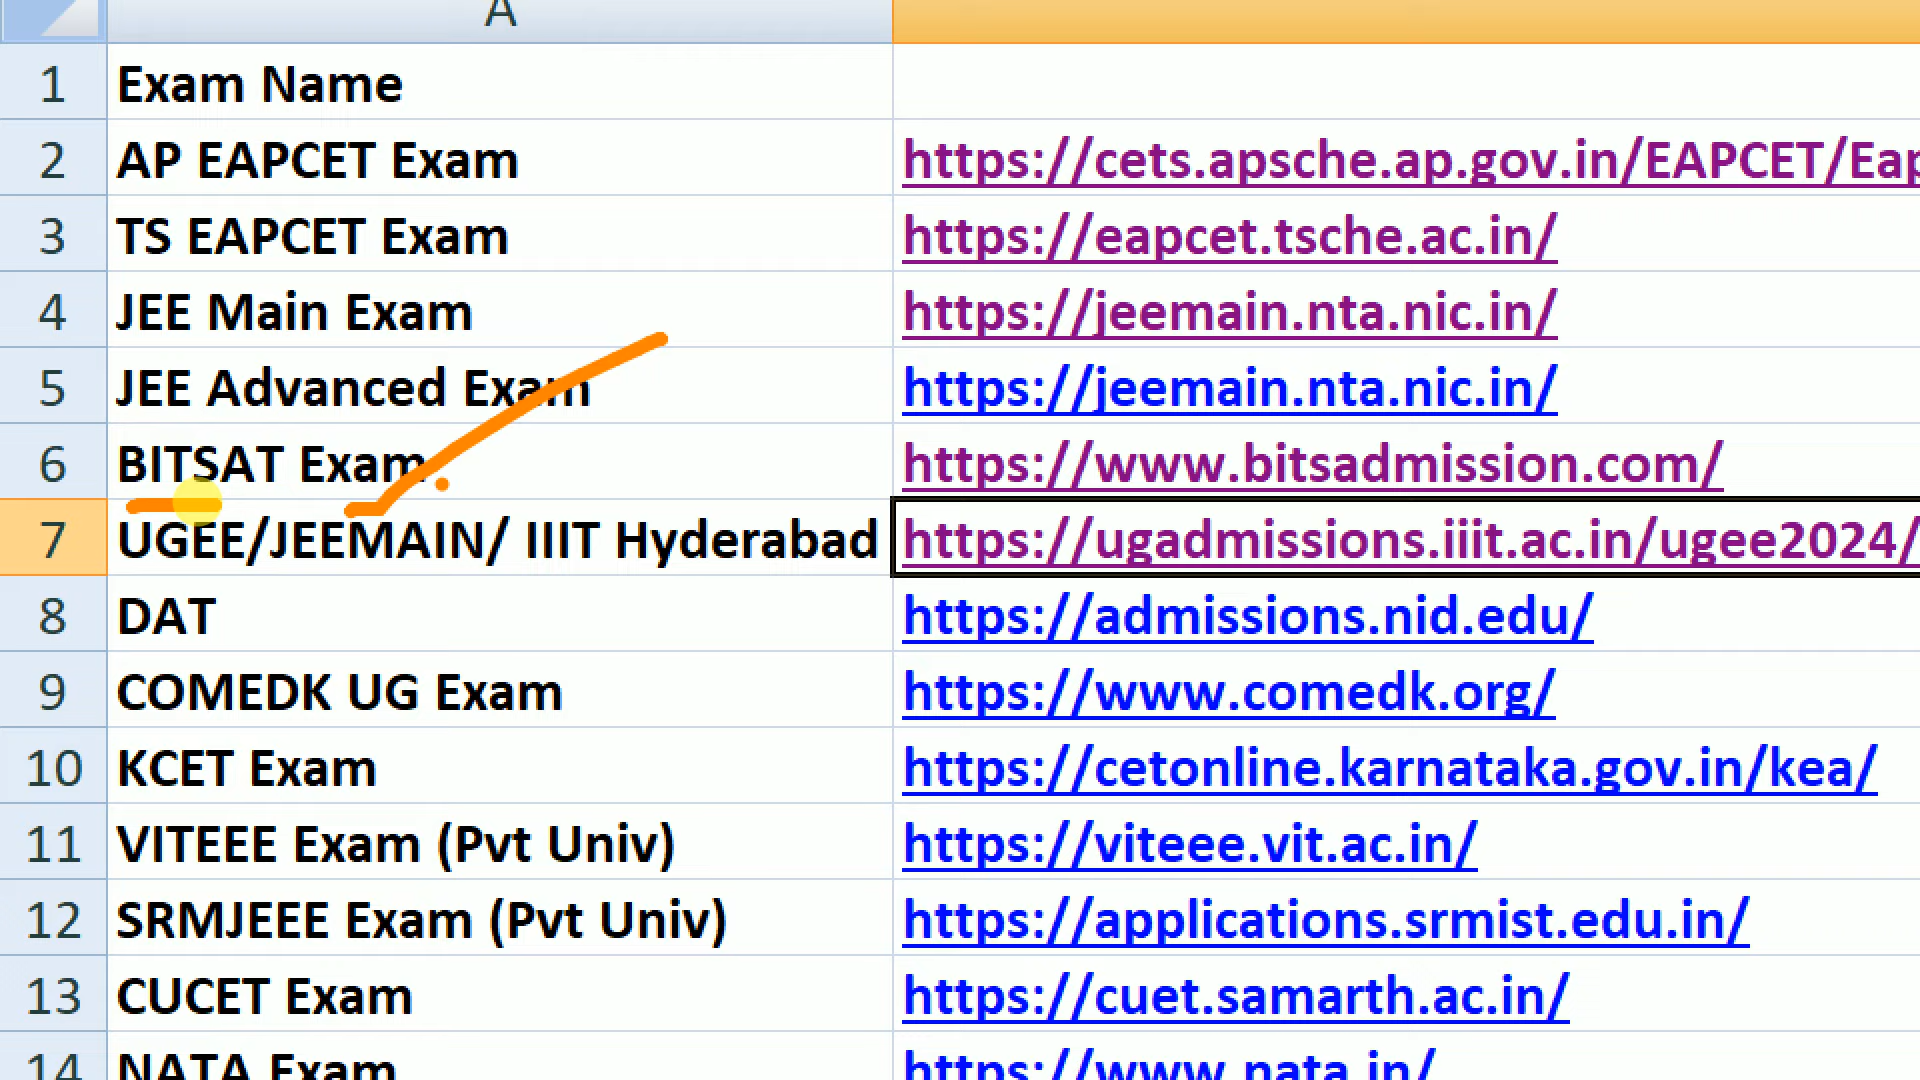 A
1 Exam Name
2 AP EAPCET Exam https://cets.apsche.ap.gov.in/EAPCET/Eap
3 TS EAPCET Exam https://eapcet.tsche.ac.in/
4 JEE Main Exam https://jeemain.nta.nic.in/
5 JEE Advanced Exam https://jeemain.nta.nic.in/
6 BITSAT Exam https://www.bitsadmission.com/
7 UGEE/JEEMAIN/ IIIT Hyderabad https://ugadmissions.iiit.ac.in/ugee2024/
8 DAT https://admissions.nid.edu/
9 COMEDK UG Exam https://www.comedk.org/
10 KCET Exam https://cetonline.karnataka.gov.in/kea/
11 VITEEE Exam (Pvt Univ) https://viteee.vit.ac.in/
12 SRMJEEE Exam (Pvt Univ) https://applications.srmist.edu.in/
13 CUCET Exam https://cuet.samarth.ac.in/
14 NATA Exam https://www.nata.in/